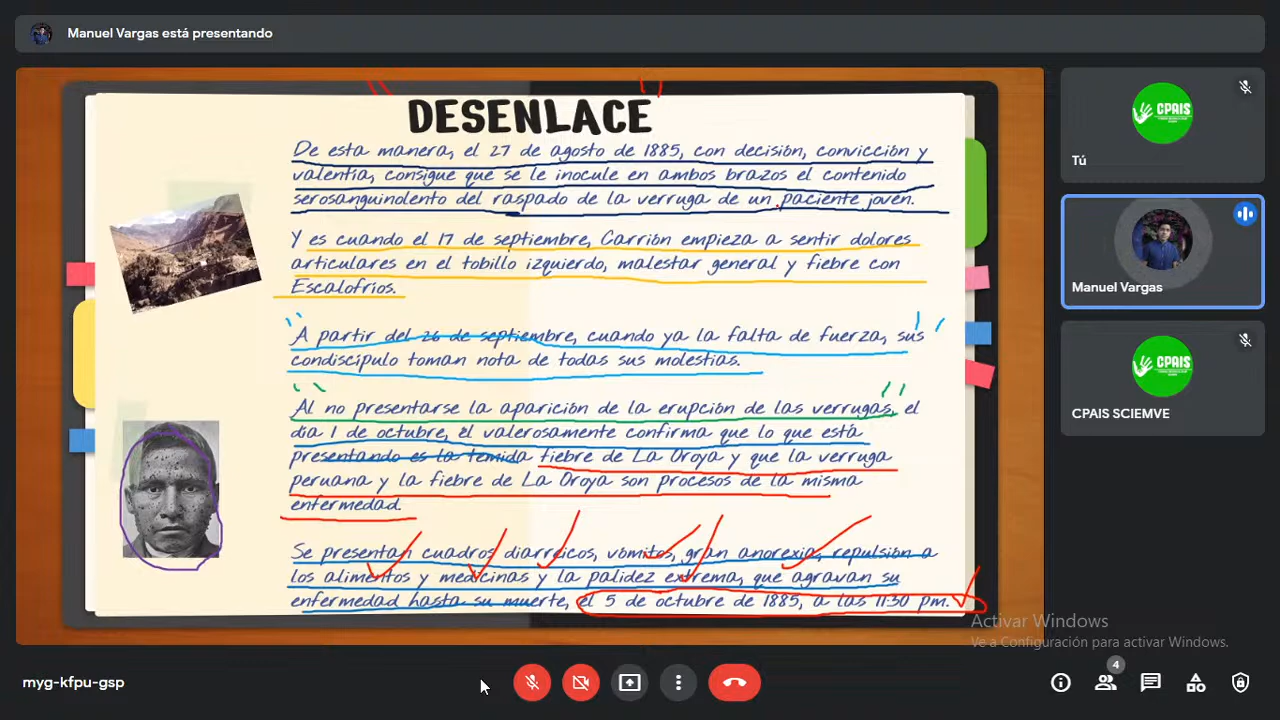 Manuel Vargas está presentando
DESENLACE
De esta manera, el 27 de agosto de 1885, con decisión, convicción y
valentía, consigue que se le inocule en ambos brazos el contenido
serosanguinolento del raspado de la verruga de un paciente joven.
Y es cuando el 17 de septiembre, Carrión empieza a sentir dolores
articulares en el tobillo izquierdo, malestar general y fiebre con
Escalofríos.
A partir del 26 de septiembre, cuando ya la falta de fuerza, sus
condiscípulo toman nota de todas sus molestias.
Al no presentarse la aparición de la erupción de las verrugas, el
día 1 de octubre, el valerosamente confirma que lo que está
presentando es la temida fiebre de La Oroya y que la verruga
peruana y la fiebre de La Oroya son procesos de la misma
enfermedad.
Se presentan cuadros diarreicos, vómitos, gran anorexia, repulsión a
los alimentos y medicinas y la palidez extrema, que agravan su
enfermedad hasta su muerte, el 5 de octubre de 1885, a las 11:30 pm.
CPAIS
Tú
Manuel Vargas
CPAIS
CPAIS SCIEMVE
Activar Windows
Ve a Configuración para activar Windows.
myg-kfpu-gsp
4